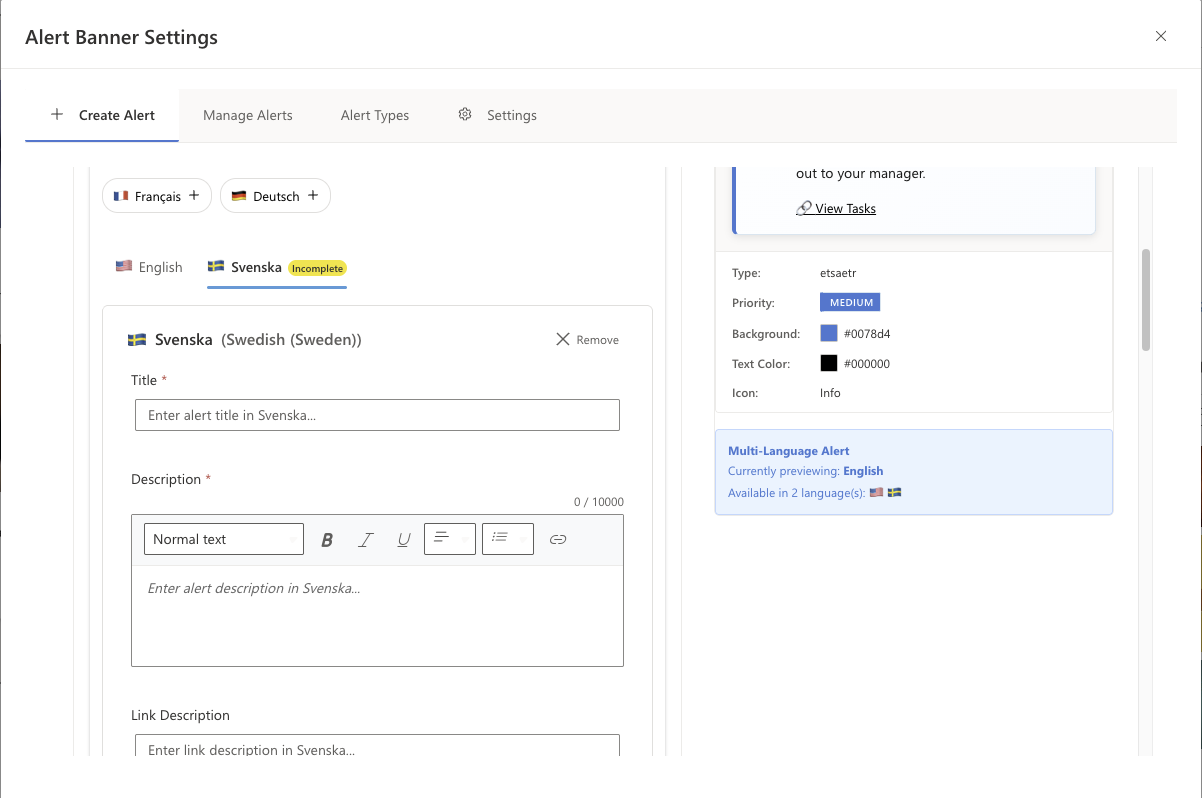 Alert Banner Settings
Create Alert
Manage Alerts
Alert Types
Settings
Français +
Deutsch +
English
Svenska Incomplete
Svenska (Swedish (Sweden))
Remove
Title *
Enter alert title in Svenska...
Description *
0 / 10000
Normal text
B I U
Enter alert description in Svenska...
Link Description
Enter link description in Svenska...
out to your manager.
View Tasks
Type: etsaetr
Priority: MEDIUM
Background: #0078d4
Text Color: #000000
Icon: Info
Multi-Language Alert
Currently previewing: English
Available in 2 language(s):